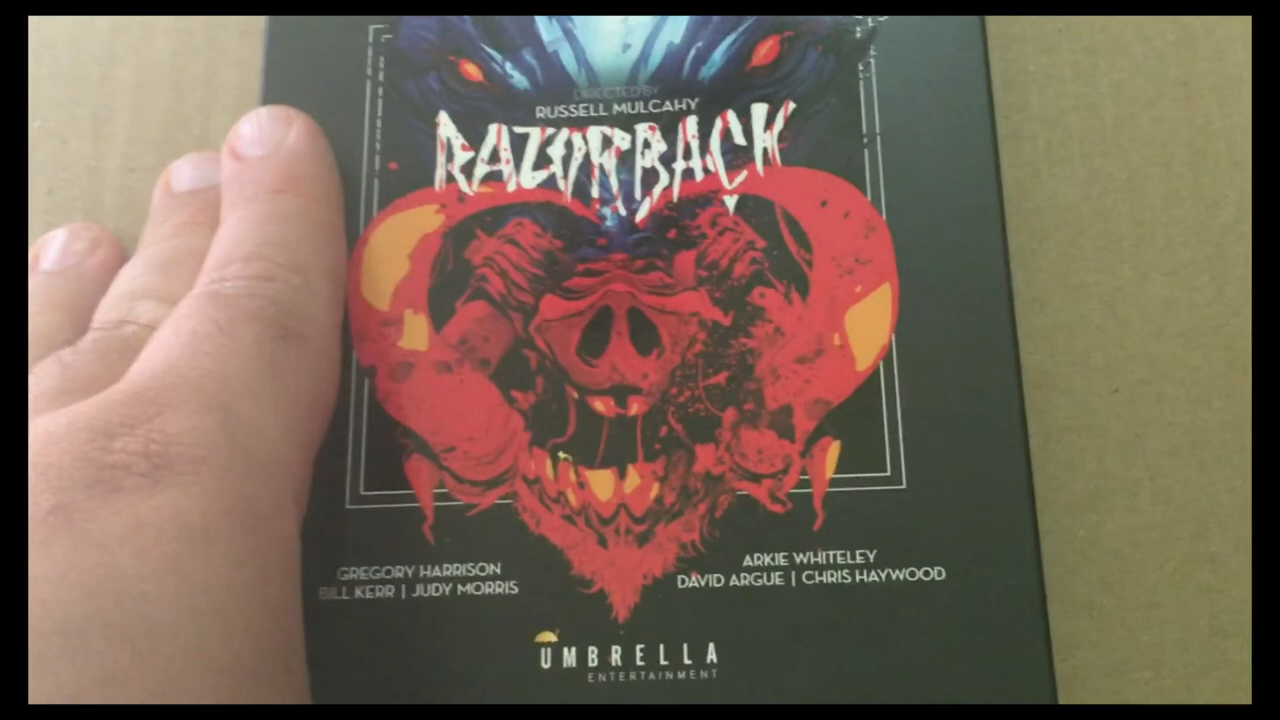 DIRECTED BY
RUSSELL MULCAHY
RAZORBACK
GREGORY HARRISON
BILL KERR | JUDY MORRIS
ARKIE WHITELEY
DAVID ARGUE | CHRIS HAYWOOD
UMBRELLA
ENTERTAINMENT